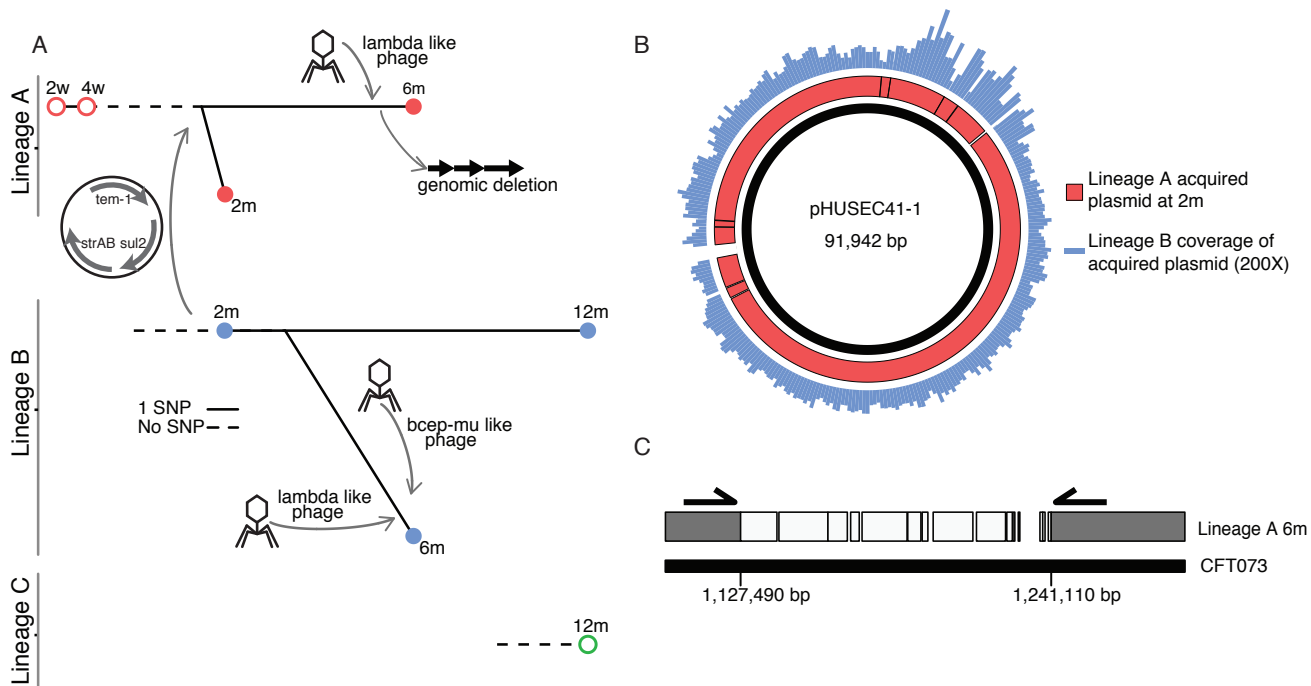 A
Lineage A
2w
4w
lambda like
phage
6m
genomic deletion
2m
tem-1
strAB sul2
Lineage B
2m
12m
1 SNP
No SNP
bcep-mu like
phage
lambda like
phage
6m
Lineage C
12m
B
pHUSEC41-1
91,942 bp
Lineage A acquired
plasmid at 2m
Lineage B coverage of
acquired plasmid (200X)
C
Lineage A 6m
CFT073
1,127,490 bp
1,241,110 bp